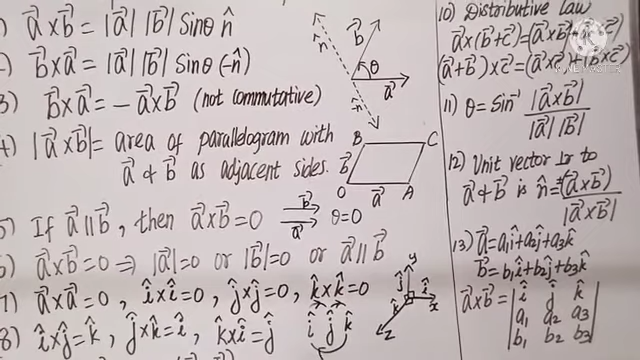 ) a⃗ × b⃗ = |a⃗| |b⃗| Sinθ n̂
) b⃗ × a⃗ = |a⃗| |b⃗| Sinθ (-n̂)
3) b⃗ × a⃗ = - a⃗ × b⃗ (not commutative)
4) |a⃗ × b⃗| = area of parallelogram with
a⃗ & b⃗ as adjacent sides.
5) If a⃗ || b⃗, then a⃗ × b⃗ = 0 b⃗ a⃗ θ=0
6) a⃗ × b⃗ = 0 ⇒ |a⃗| = 0 or |b⃗| = 0 or a⃗ || b⃗
7) a⃗ × a⃗ = 0, î × î = 0, ĵ × ĵ = 0, k̂ × k̂ = 0
8) î × ĵ = k̂, ĵ × k̂ = î, k̂ × î = ĵ î ĵ k̂
n̂ b⃗ θ a⃗ -n̂
B C
b⃗
O a⃗ A
y
ĵ î x
k̂
z
10) Distributive Law
a⃗ × (b⃗ + c⃗) = (a⃗ × b⃗) +
(a⃗ + b⃗) × c⃗ = (a⃗ × c⃗) + (b⃗ × c⃗)
11) θ = Sin⁻¹ |a⃗ × b⃗| / |a⃗| |b⃗|
12) Unit vector ⊥r to
a⃗ & b⃗ is n̂ = ±(a⃗ × b⃗) / |a⃗ × b⃗|
13) a⃗ = a₁î + a₂ĵ + a₃k̂
b⃗ = b₁î + b₂ĵ + b₃k̂
a⃗ × b⃗ = | î ĵ k̂ |
| a₁ a₂ a₃ |
| b₁ b₂ b₃ |